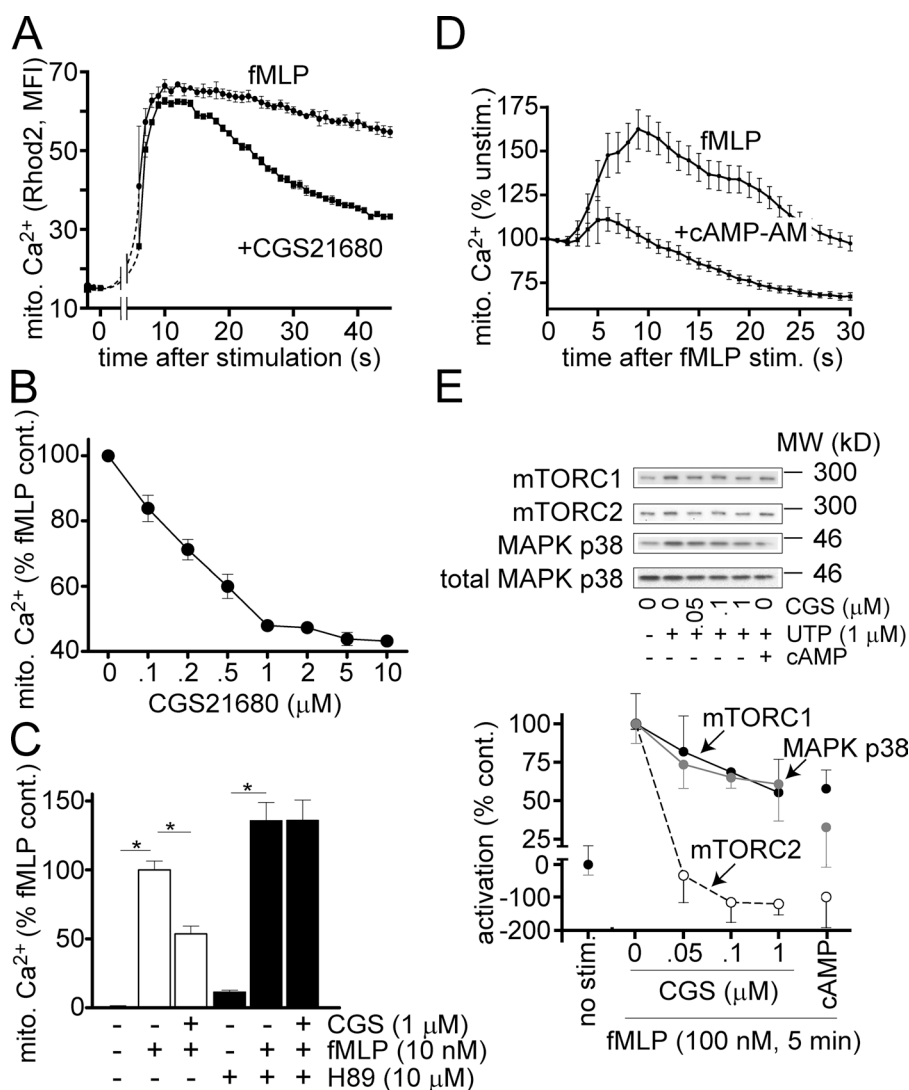 A
mito. Ca²⁺ (Rhod2, MFI)
70
50
30
10
fMLP
+CGS21680
0 10 20 30 40
time after stimulation (s)
B
mito. Ca²⁺ (% fMLP cont.)
100
80
60
40
0 .1 .2 .5 1 2 5 10
CGS21680 (μM)
C
mito. Ca²⁺ (% fMLP cont.)
150
100
50
0
* * *
- - + - - + CGS (1 μM)
- + + - + + fMLP (10 nM)
- - - + + + H89 (10 μM)
D
mito. Ca²⁺ (% unstim.)
175
150
125
100
75
fMLP
+cAMP-AM
0 5 10 15 20 25 30
time after fMLP stim. (s)
E
MW (kD)
mTORC1 300
mTORC2 300
MAPK p38 46
total MAPK p38 46
0 0 .05 .1 1 0 CGS (μM)
- + + + + + UTP (1 μM)
- - - - - + cAMP
activation (% cont.)
100
75
50
25
0
-100
-200
mTORC1
MAPK p38
mTORC2
no stim.
0 .05 .1 1
cAMP
CGS (μM)
fMLP (100 nM, 5 min)